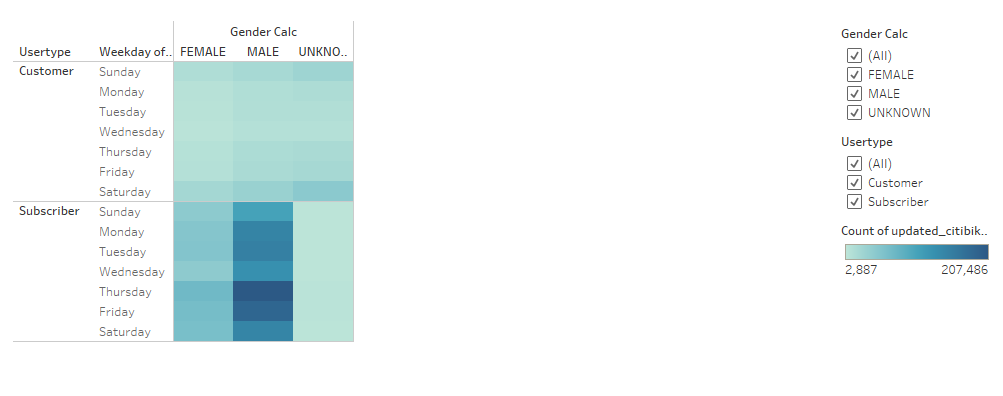 Gender Calc
Usertype Weekday of.. FEMALE MALE UNKNO..
Customer Sunday
Monday
Tuesday
Wednesday
Thursday
Friday
Saturday
Subscriber Sunday
Monday
Tuesday
Wednesday
Thursday
Friday
Saturday
Gender Calc
(All)
FEMALE
MALE
UNKNOWN
Usertype
(All)
Customer
Subscriber
Count of updated_citibik..
2,887 207,486